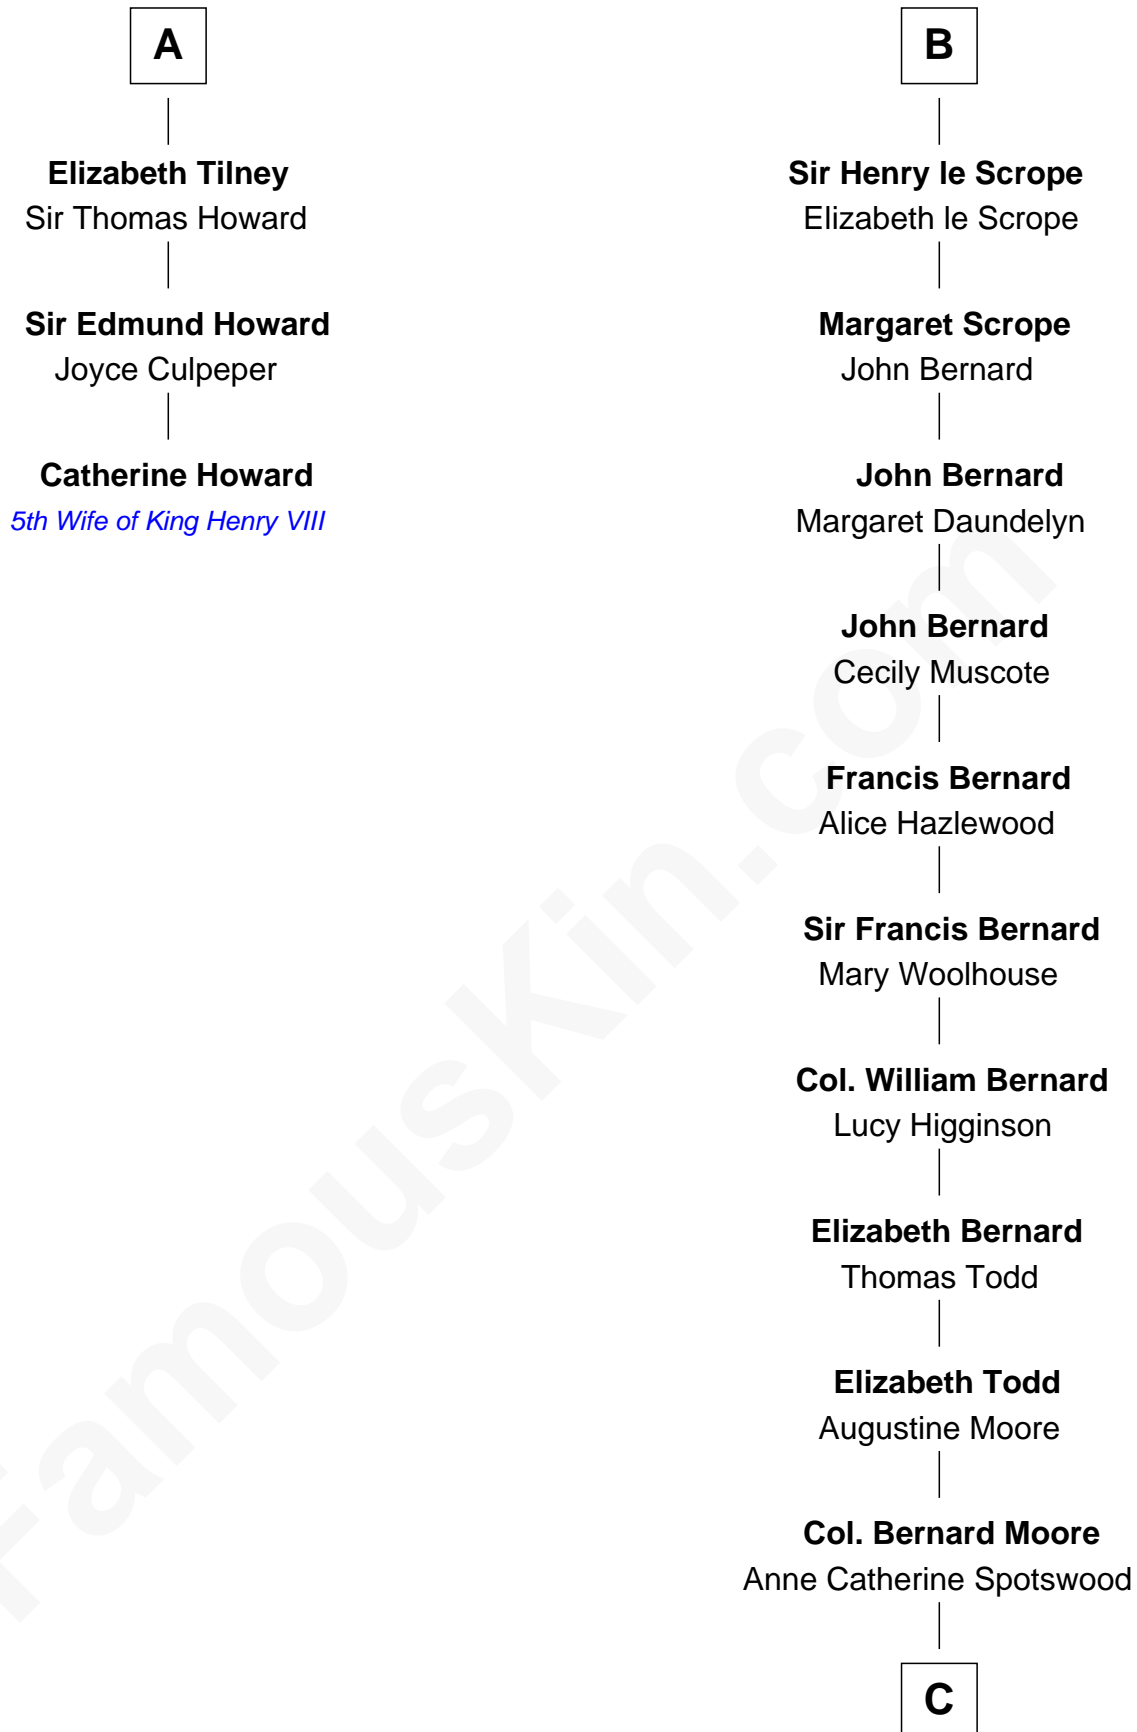 A
Elizabeth Tilney
Sir Thomas Howard
Sir Edmund Howard
Joyce Culpeper
Catherine Howard
5th Wife of King Henry VIII
B
Sir Henry le Scrope
Elizabeth le Scrope
Margaret Scrope
John Bernard
John Bernard
Margaret Daundelyn
John Bernard
Cecily Muscote
Francis Bernard
Alice Hazlewood
Sir Francis Bernard
Mary Woolhouse
Col. William Bernard
Lucy Higginson
Elizabeth Bernard
Thomas Todd
Elizabeth Todd
Augustine Moore
Col. Bernard Moore
Anne Catherine Spotswood
C
FamousKin.com